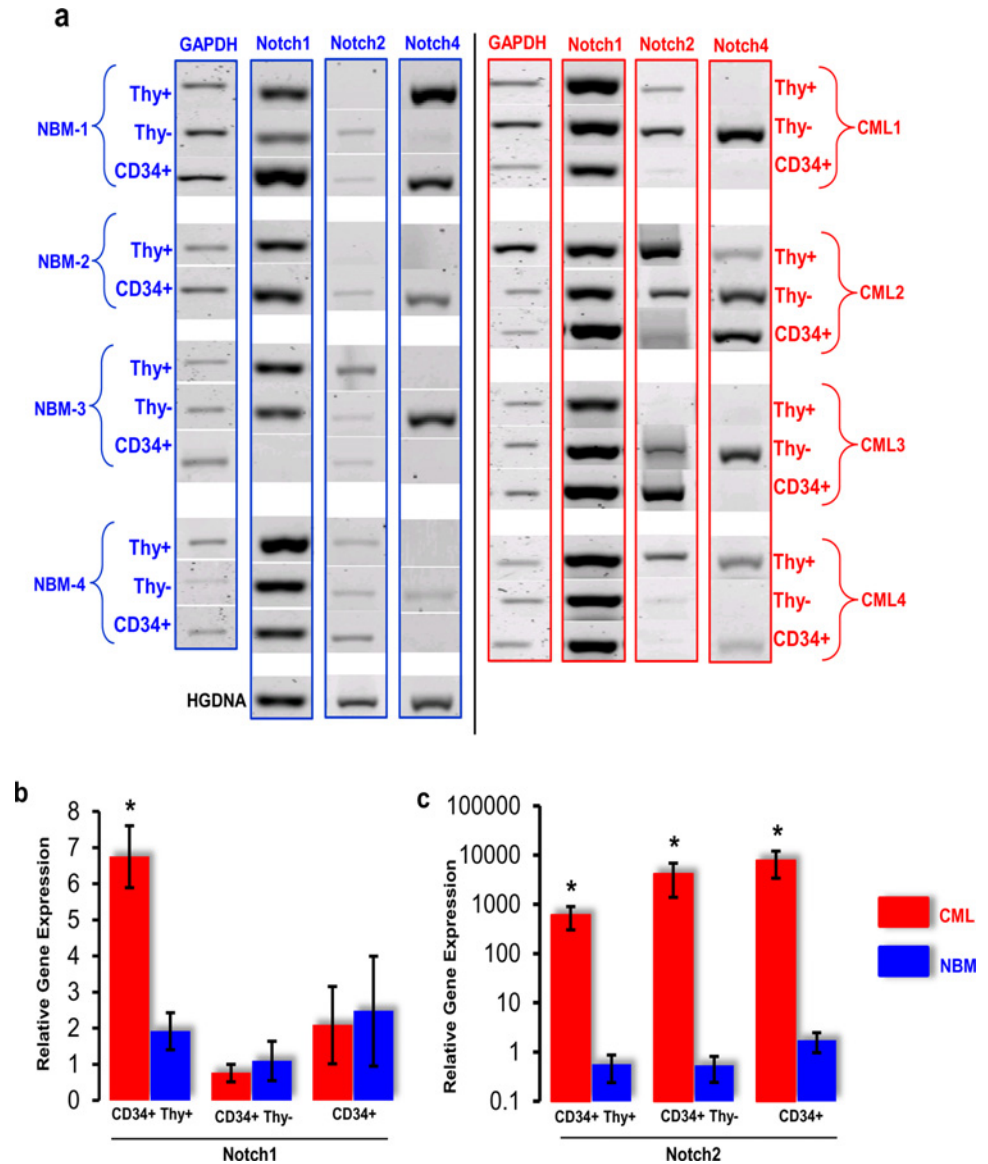 a
GAPDH Notch1 Notch2 Notch4 GAPDH Notch1 Notch2 Notch4
NBM-1
Thy+
Thy-
CD34+
NBM-2
Thy+
CD34+
NBM-3
Thy+
Thy-
CD34+
NBM-4
Thy+
Thy-
CD34+
HGDNA
Thy+
Thy-
CD34+
CML1
Thy+
Thy-
CD34+
CML2
Thy+
Thy-
CD34+
CML3
Thy+
Thy-
CD34+
CML4
b
Relative Gene Expression
8
7
6
5
4
3
2
1
0
*
CD34+ Thy+ CD34+ Thy- CD34+
Notch1
c
Relative Gene Expression
100000
10000
1000
100
10
1
0.1
* * *
CD34+ Thy+ CD34+ Thy- CD34+
Notch2
CML
NBM